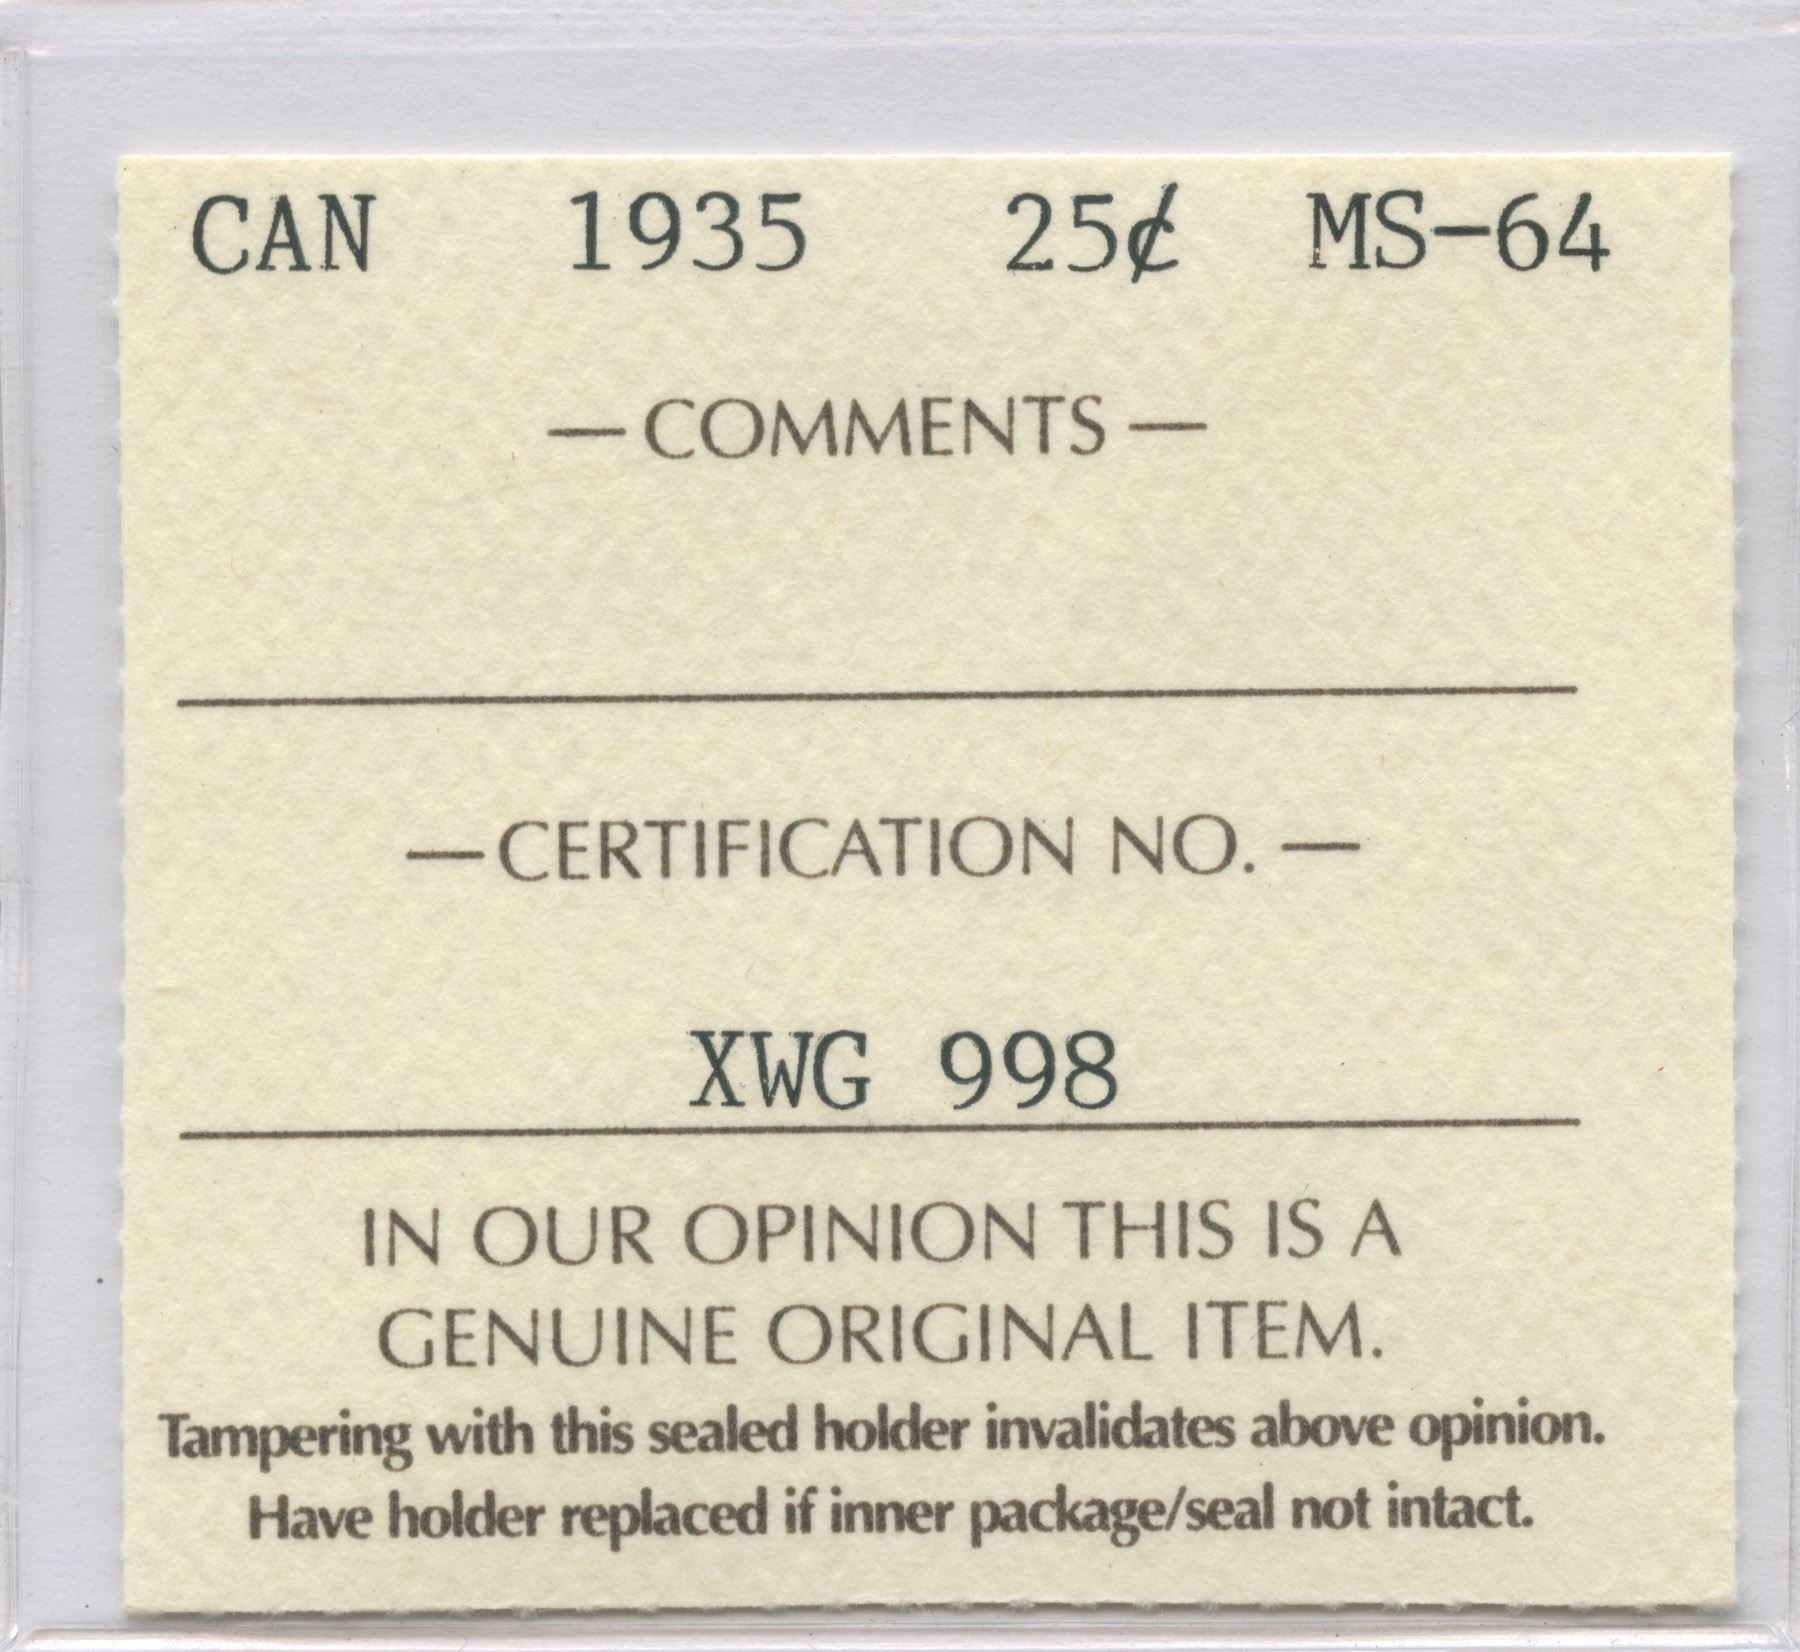 CAN 1935 25¢ MS-64
— COMMENTS —
— CERTIFICATION NO. —
XWG 998
IN OUR OPINION THIS IS A
GENUINE ORIGINAL ITEM.
Tampering with this sealed holder invalidates above opinion.
Have holder replaced if inner package/seal not intact.